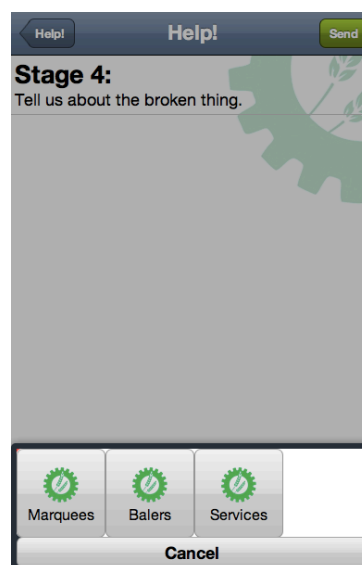 Help!
Help!
Send
Stage 4:
Tell us about the broken thing.
Marquees
Balers
Services
Cancel